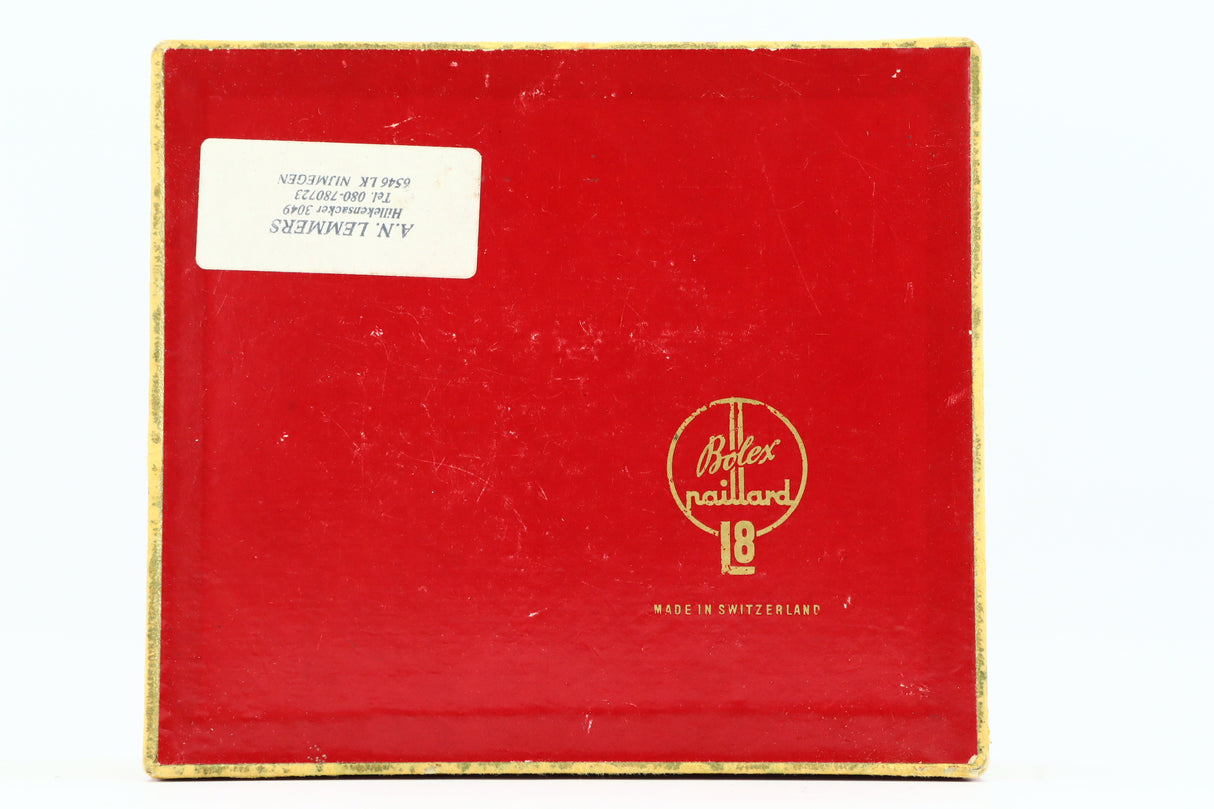 A.N. LEMMERS
Hillekensacker 3049
Tel. 080-780723
6546 LK NIJMEGEN
Bolex
paillard
L8
MADE IN SWITZERLAND